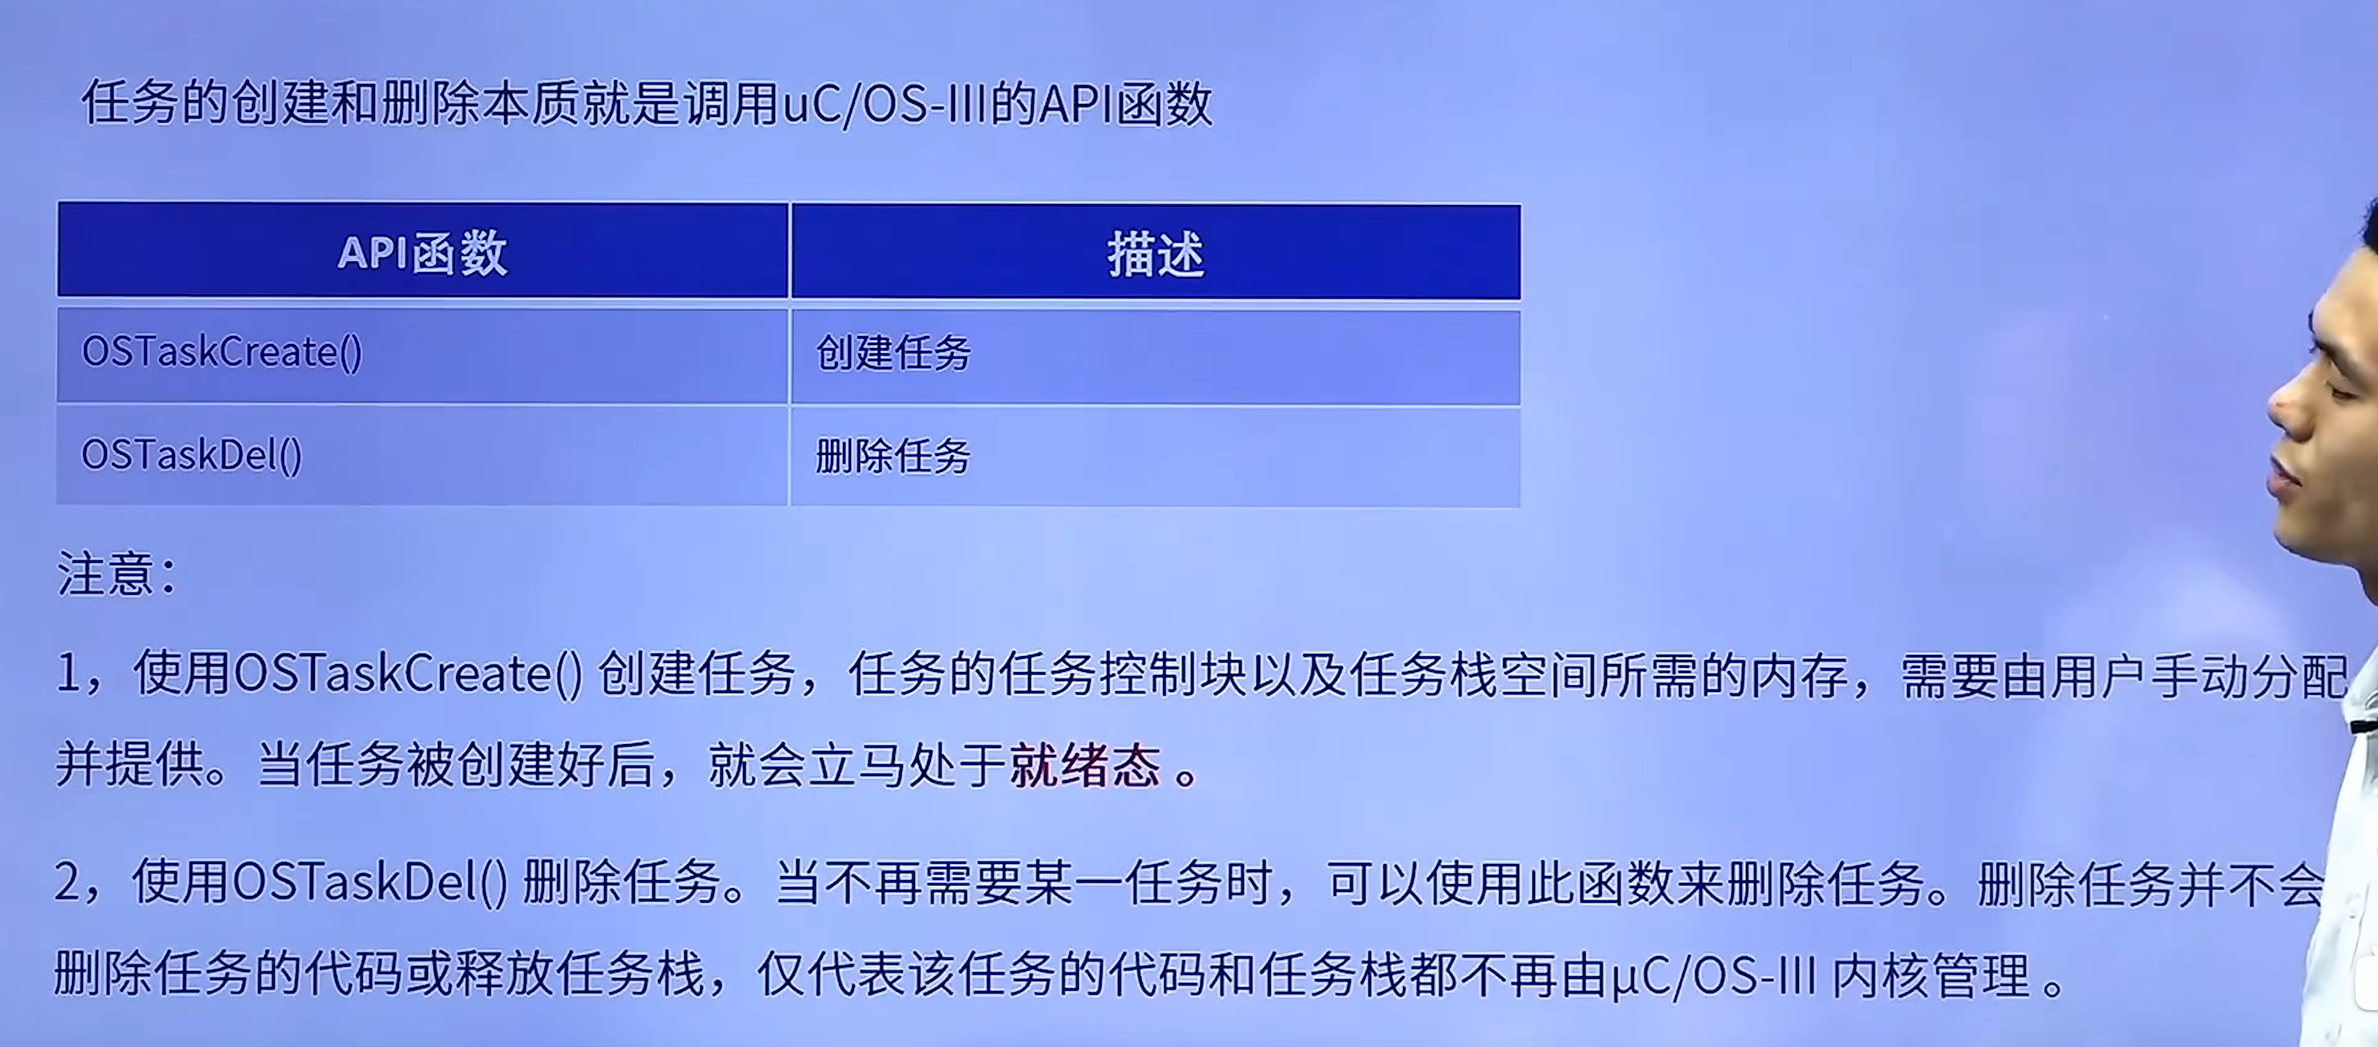 任务的创建和删除本质就是调用uC/OS-III的API函数
API函数 描述
OSTaskCreate() 创建任务
OSTaskDel() 删除任务
注意：
1，使用OSTaskCreate() 创建任务，任务的任务控制块以及任务栈空间所需的内存，需要由用户手动分配
并提供。当任务被创建好后，就会立马处于就绪态 。
2，使用OSTaskDel() 删除任务。当不再需要某一任务时，可以使用此函数来删除任务。删除任务并不会
删除任务的代码或释放任务栈，仅代表该任务的代码和任务栈都不再由μC/OS-III 内核管理 。